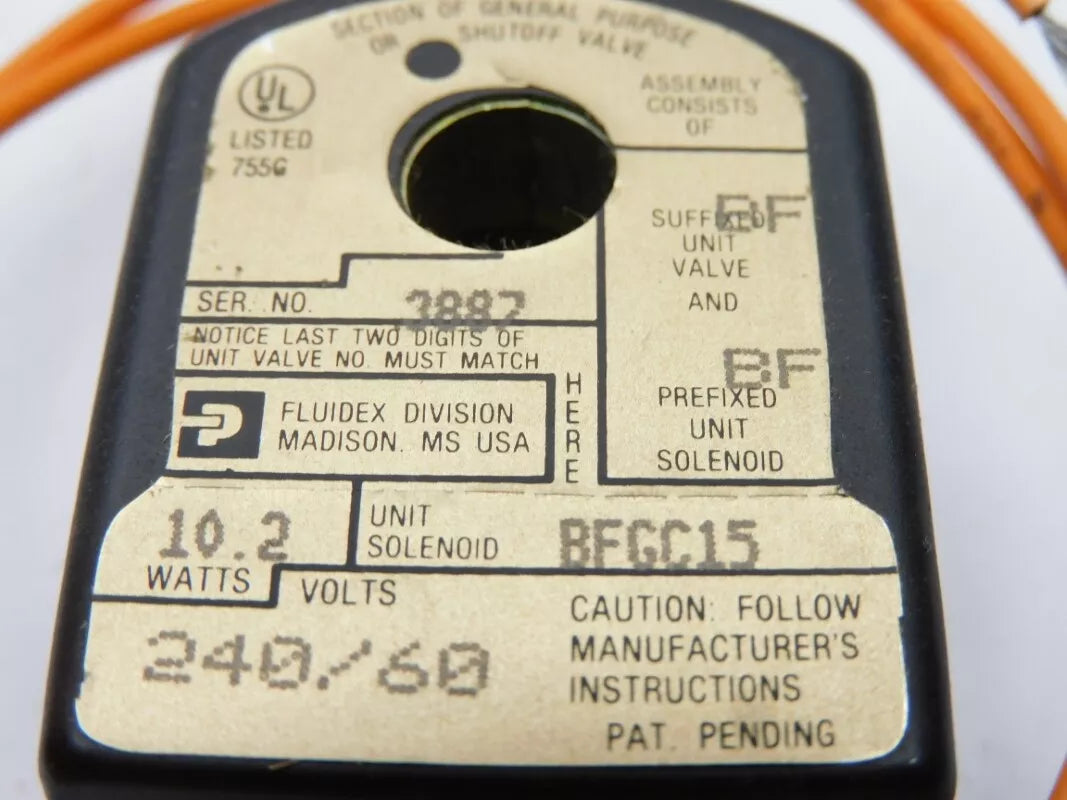 SECTION OF GENERAL PURPOSE
OR SHUTOFF VALVE
UL
LISTED
755G
ASSEMBLY
CONSISTS
OF
BF
SUFFIXED
UNIT
VALVE
AND
BF
PREFIXED
UNIT
SOLENOID
SER. NO. 3887
NOTICE LAST TWO DIGITS OF
UNIT VALVE NO. MUST MATCH
HERE
FLUIDEX DIVISION
MADISON. MS USA
10.2
WATTS
UNIT
SOLENOID BFGC15
VOLTS
240/60
CAUTION: FOLLOW
MANUFACTURER'S
INSTRUCTIONS
PAT. PENDING